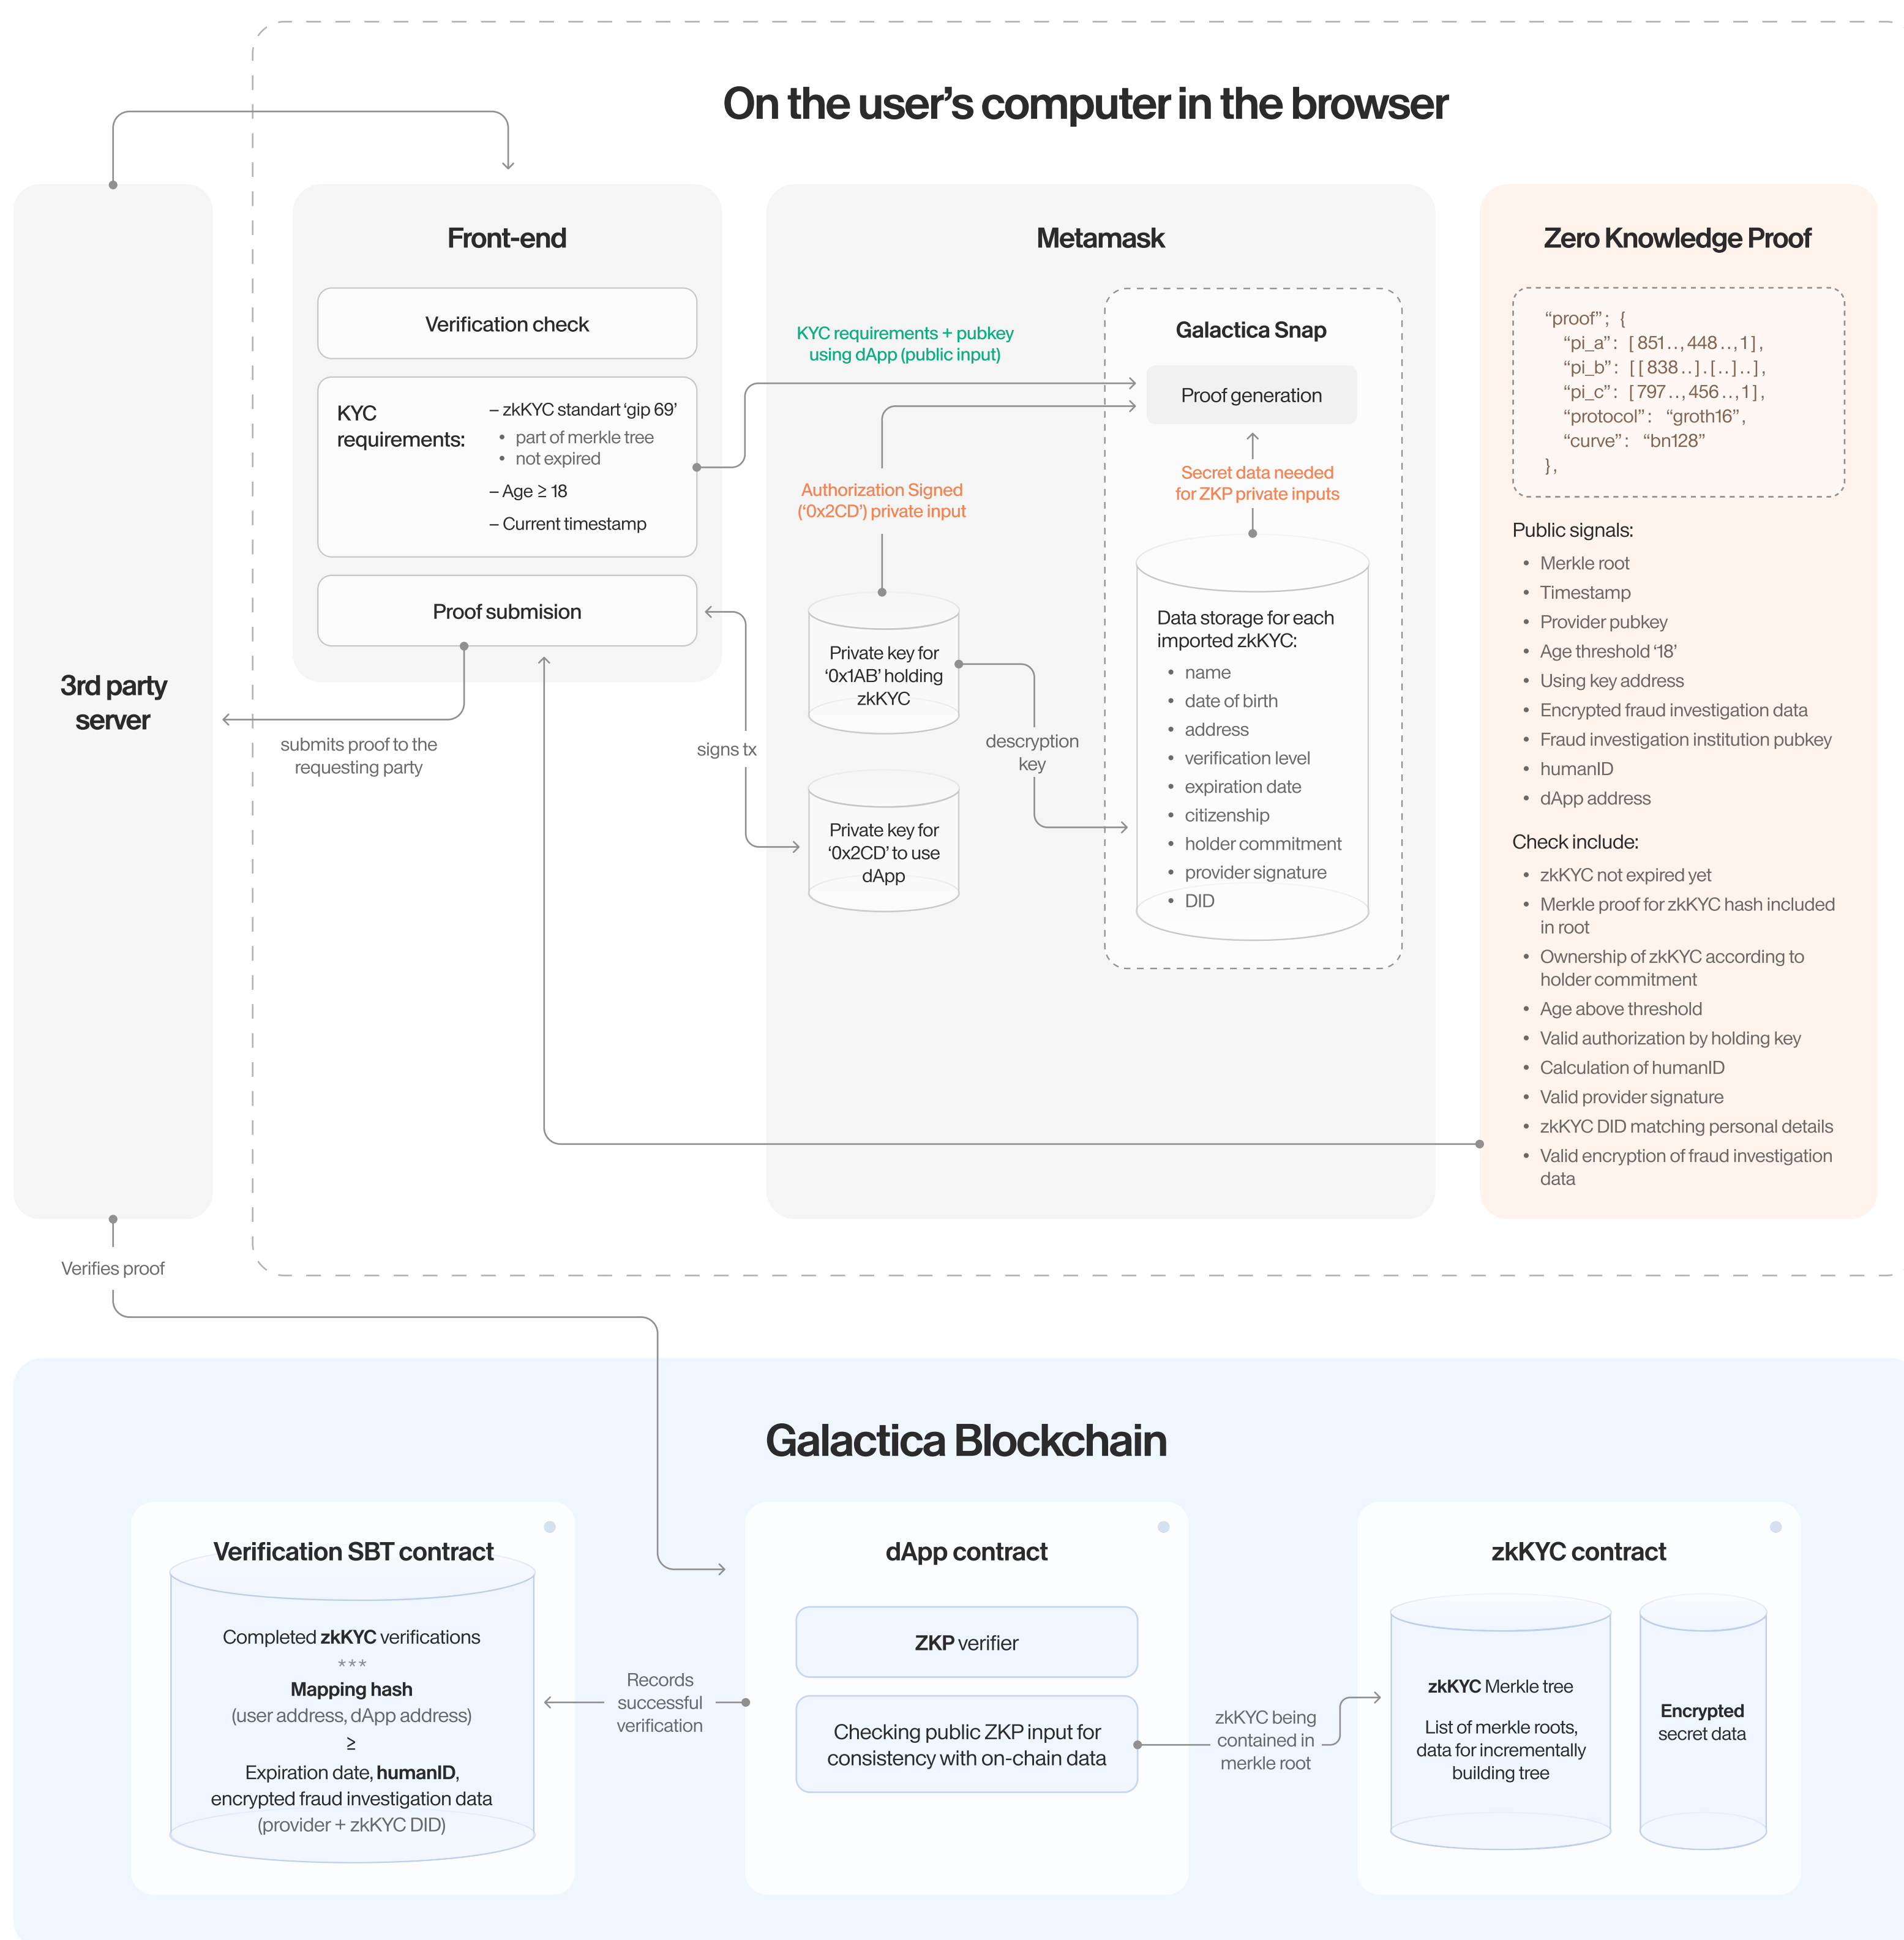 On the user’s computer in the browser
3rd party
server
Front-end
Verification check
KYC
requirements:
– zkKYC standart ‘gip 69’
• part of merkle tree
• not expired
– Age ≥ 18
– Current timestamp
Proof submision
submits proof to the
requesting party
signs tx
Metamask
KYC requirements + pubkey
using dApp (public input)
Authorization Signed
(‘0x2CD’) private input
Private key for
‘0x1AB’ holding
zkKYC
Private key for
‘0x2CD’ to use
dApp
descryption
key
Galactica Snap
Proof generation
Secret data needed
for ZKP private inputs
Data storage for each
imported zkKYC:
• name
• date of birth
• address
• verification level
• expiration date
• citizenship
• holder commitment
• provider signature
• DID
Zero Knowledge Proof
“proof”; {
“pi_a”: [851..,448..,1],
“pi_b”: [[838..].[..]..],
“pi_c”: [797..,456..,1],
“protocol”: “groth16”,
“curve”: “bn128”
},
Public signals:
• Merkle root
• Timestamp
• Provider pubkey
• Age threshold ‘18’
• Using key address
• Encrypted fraud investigation data
• Fraud investigation institution pubkey
• humanID
• dApp address
Check include:
• zkKYC not expired yet
• Merkle proof for zkKYC hash included
in root
• Ownership of zkKYC according to
holder commitment
• Age above threshold
• Valid authorization by holding key
• Calculation of humanID
• Valid provider signature
• zkKYC DID matching personal details
• Valid encryption of fraud investigation
data
Verifies proof
Galactica Blockchain
Verification SBT contract
Completed zkKYC verifications
***
Mapping hash
(user address, dApp address)
≥
Expiration date, humanID,
encrypted fraud investigation data
(provider + zkKYC DID)
Records
successful
verification
dApp contract
ZKP verifier
Checking public ZKP input for
consistency with on-chain data
zkKYC being
contained in
merkle root
zkKYC contract
zkKYC Merkle tree
List of merkle roots,
data for incrementally
building tree
Encrypted
secret data